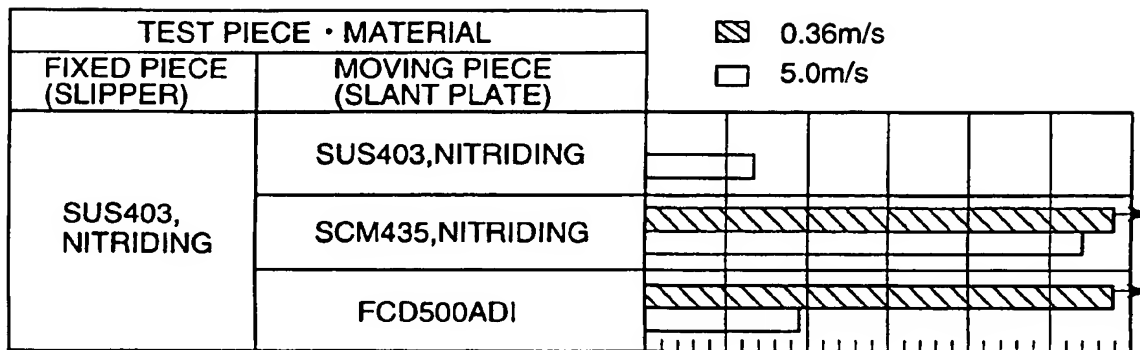 TEST PIECE・MATERIAL
FIXED PIECE
(SLIPPER)
MOVING PIECE
(SLANT PLATE)
0.36m/s
5.0m/s
SUS403,
NITRIDING
SUS403,NITRIDING
SCM435,NITRIDING
FCD500ADI